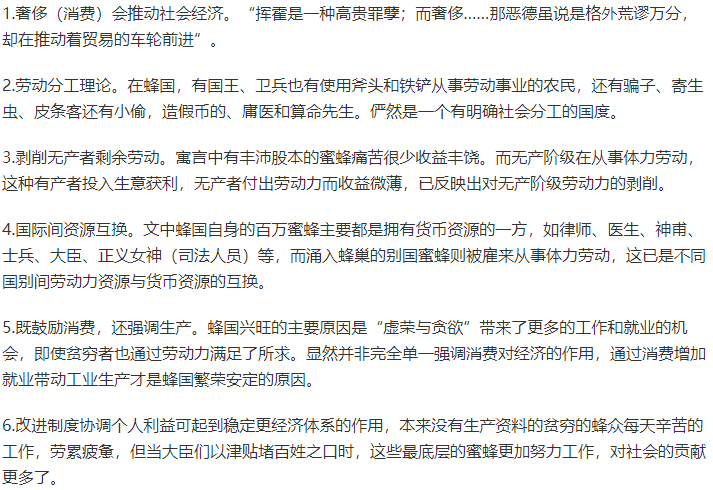 1.奢侈（消费）会推动社会经济。“挥霍是一种高贵罪孽；而奢侈......那恶德虽说是格外荒谬万分，
却在推动着贸易的车轮前进”。
2.劳动分工理论。在蜂国，有国王、卫兵也有使用斧头和铁铲从事劳动事业的农民，还有骗子、寄生
虫、皮条客还有小偷，造假币的、庸医和算命先生。俨然是一个有明确社会分工的国度。
3.剥削无产者剩余劳动。寓言中有丰沛股本的蜜蜂痛苦很少收益丰饶。而无产阶级在从事体力劳动，
这种有产者投入生意获利，无产者付出劳动力而收益微薄，已反映出对无产阶级劳动力的剥削。
4.国际间资源互换。文中蜂国自身的百万蜜蜂主要都是拥有货币资源的一方，如律师、医生、神甫、
士兵、大臣、正义女神（司法人员）等，而涌入蜂巢的别国蜜蜂则被雇来从事体力劳动，这已是不同
国别间劳动力资源与货币资源的互换。
5.既鼓励消费，还强调生产。蜂国兴旺的主要原因是“虚荣与贪欲”带来了更多的工作和就业的机
会，即使贫穷者也通过劳动力满足了所求。显然并非完全单一强调消费对经济的作用，通过消费增加
就业带动工业生产才是蜂国繁荣安定的原因。
6.改进制度协调个人利益可起到稳定更经济体系的作用，本来没有生产资料的贫穷的蜂众每天辛苦的
工作，劳累疲惫，但当大臣们以津贴堵百姓之口时，这些最底层的蜜蜂更加努力工作，对社会的贡献
更多了。